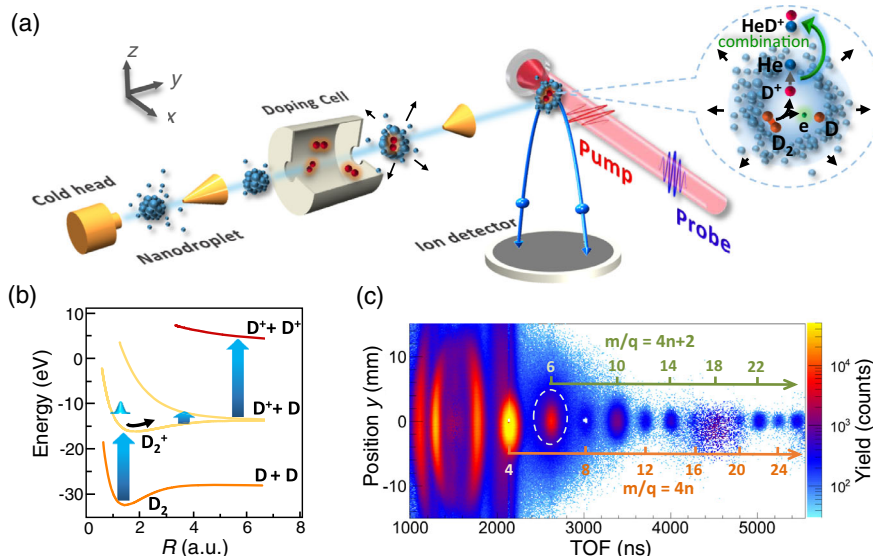 (a)
z
y
x
Cold head
Nanodroplet
Doping Cell
Ion detector
Pump
Probe
HeD⁺
combination
He
D⁺
e
D
D₂
(b)
Energy (eV)
10
0
-10
-20
-30
0
2
4
6
8
R (a.u.)
D⁺+ D⁺
D⁺+ D
D₂⁺
D + D
D₂
(c)
Position y (mm)
10
0
-10
m/q = 4n+2
6 10 14 18 22
4 8 12 16 20 24
m/q = 4n
1000 2000 3000 4000 5000
TOF (ns)
10⁴
10³
10²
Yield (counts)